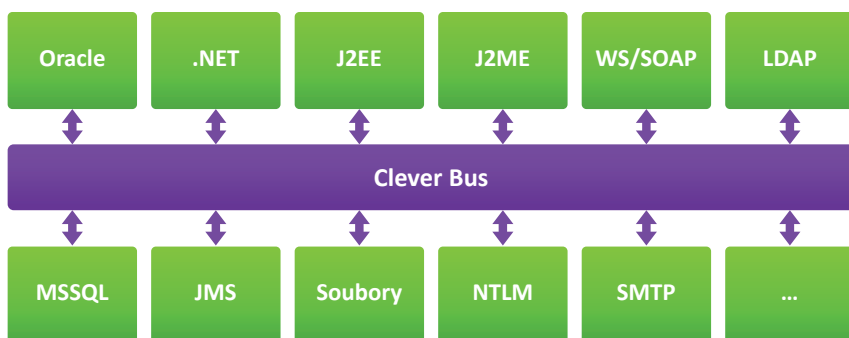 Oracle
.NET
J2EE
J2ME
WS/SOAP
LDAP
Clever Bus
MSSQL
JMS
Soubory
NTLM
SMTP
...